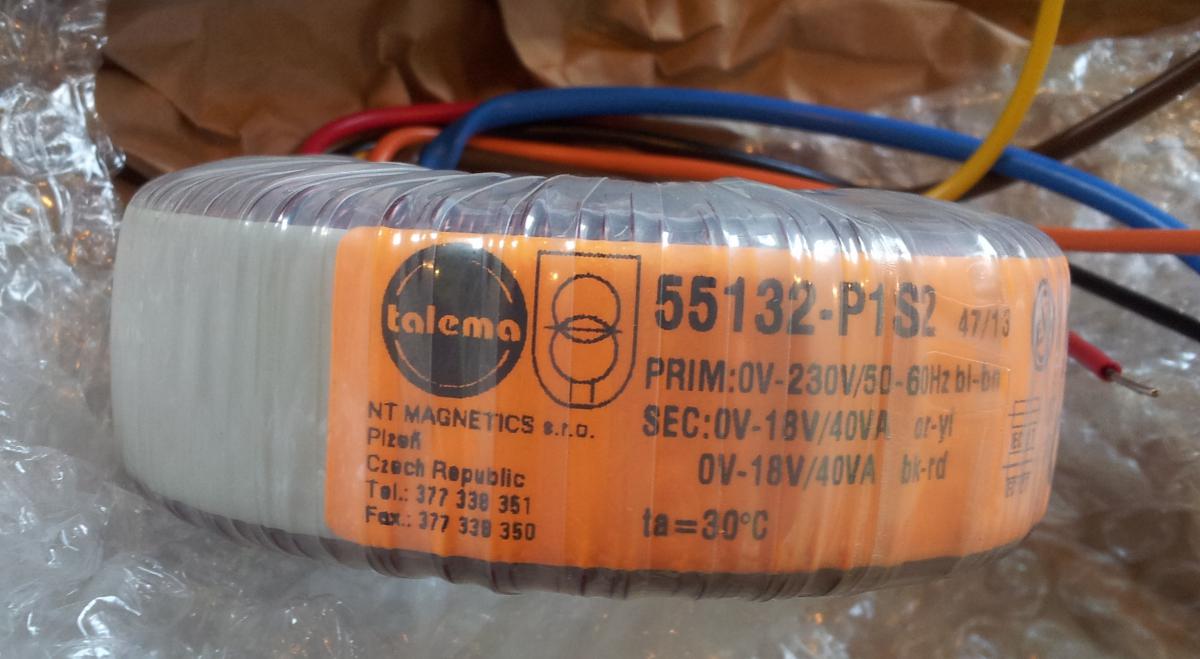 talema
NT MAGNETICS s.r.o.
Plzeň
Czech Republic
Tel.: 377 338 351
Fax.: 377 338 350
55132-P1S2 47/13
PRIM:0V-230V/50-60Hz bl-bn
SEC:0V-18V/40VA or-yl
0V-18V/40VA bk-rd
ta=30°C